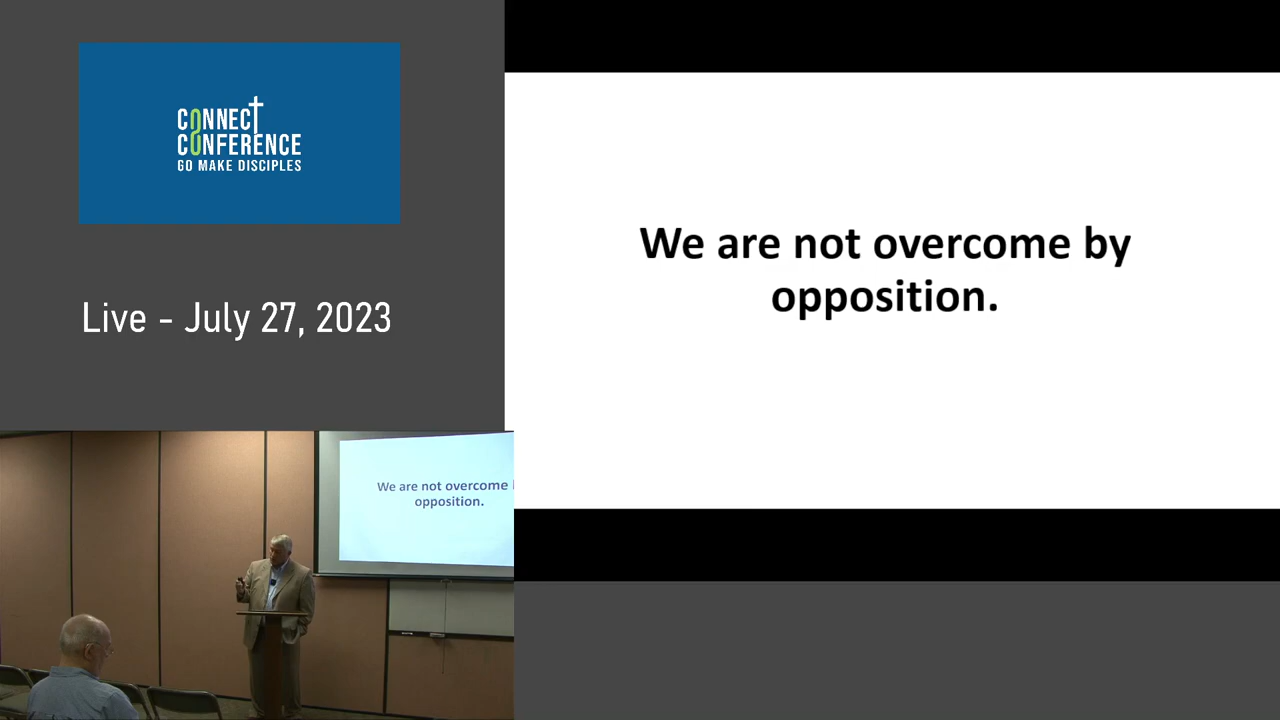 CONNECT
CONFERENCE
GO MAKE DISCIPLES
Live - July 27, 2023
We are not overcome by
opposition.
We are not overcome
opposition.